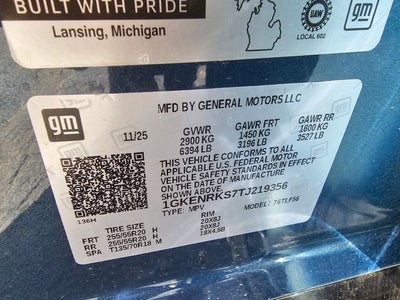 BUILT WITH PRIDE
Lansing, Michigan
UAW
LOCAL 602
gm
gm
MFD BY GENERAL MOTORS LLC
11/25
GVWR GAWR FRT GAWR RR
2900 KG 1450 KG 1600 KG
6394 LB 3196 LB 3527 LB
THIS VEHICLE CONFORMS TO ALL
APPLICABLE U.S. FEDERAL MOTOR
VEHICLE SAFETY STANDARDS IN EFFECT
ON THE DATE OF MANUFACTURE
SHOWN ABOVE.
1GKENRKS7TJ219356
TYPE: MPV MODEL: 76TLF56
136H
TIRE SIZE RIM
FRT 255/55R20 H 20X8J
RR 255/55R20 H 20X8J
SPA T135/70R18 M 18X4.5B